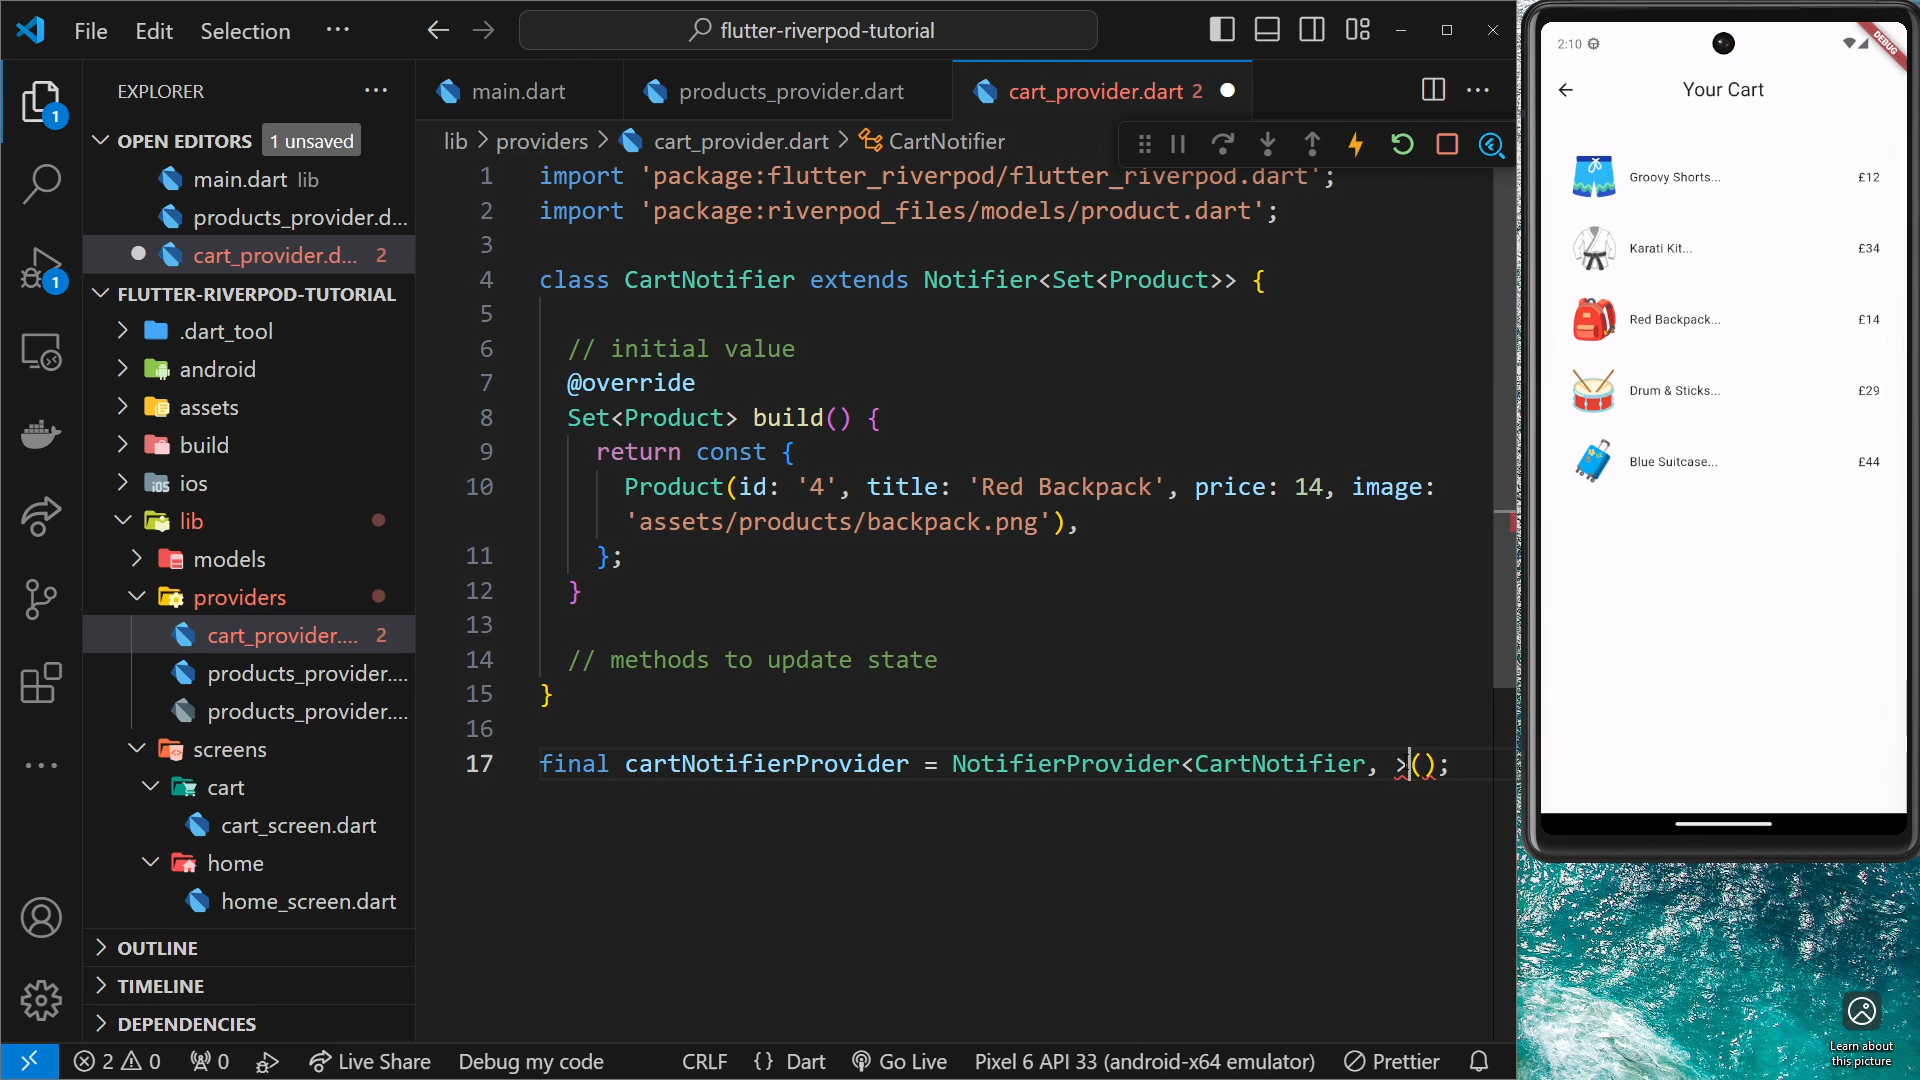 File Edit Selection ···
flutter-riverpod-tutorial
EXPLORER
OPEN EDITORS 1 unsaved
main.dart lib
products_provider.d...
cart_provider.d... 2
FLUTTER-RIVERPOD-TUTORIAL
.dart_tool
android
assets
build
ios
lib
models
providers
cart_provider.... 2
products_provider....
products_provider....
screens
cart
cart_screen.dart
home
home_screen.dart
OUTLINE
TIMELINE
DEPENDENCIES
1
1
main.dart products_provider.dart cart_provider.dart 2
lib > providers > cart_provider.dart > CartNotifier
1 import 'package:flutter_riverpod/flutter_riverpod.dart';
2 import 'package:riverpod_files/models/product.dart';
3
4 class CartNotifier extends Notifier<Set<Product>> {
5
6 // initial value
7 @override
8 Set<Product> build() {
9 return const {
10 Product(id: '4', title: 'Red Backpack', price: 14, image:
'assets/products/backpack.png'),
11 };
12 }
13
14 // methods to update state
15 }
16
17 final cartNotifierProvider = NotifierProvider<CartNotifier, >();
2 0 0 Live Share Debug my code CRLF {} Dart Go Live Pixel 6 API 33 (android-x64 emulator) Prettier
2:10
DEBUG
Your Cart
Groovy Shorts... £12
Karati Kit... £34
Red Backpack... £14
Drum & Sticks... £29
Blue Suitcase... £44
Learn about
this picture